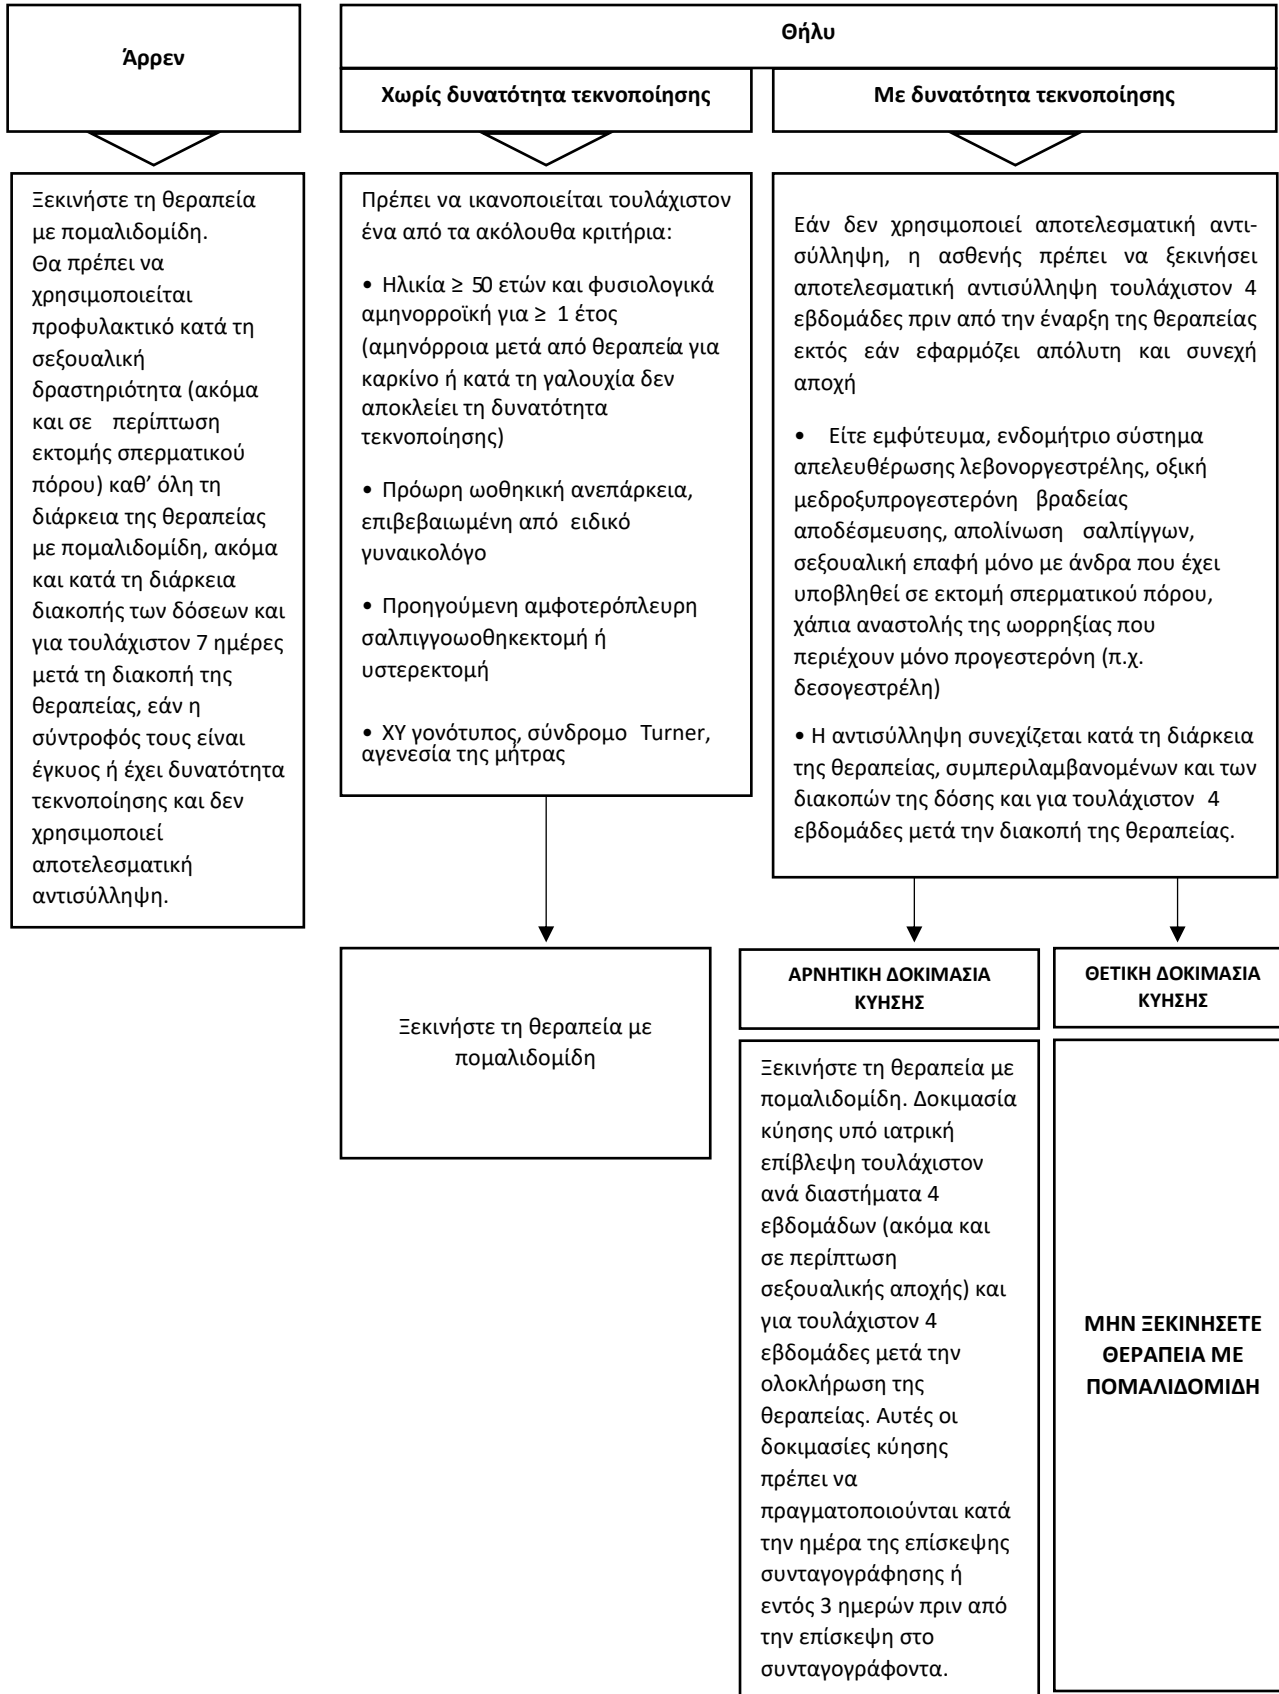 Άρρεν
Ξεκινήστε τη θεραπεία
με πομαλιδομίδη.
Θα πρέπει να
χρησιμοποιείται
προφυλακτικό κατά τη
σεξουαλική
δραστηριότητα (ακόμα
και σε περίπτωση
εκτομής σπερματικού
πόρου) καθ’ όλη τη
διάρκεια της θεραπείας
με πομαλιδομίδη, ακόμα
και κατά τη διάρκεια
διακοπής των δόσεων και
για τουλάχιστον 7 ημέρες
μετά τη διακοπή της
θεραπείας, εάν η
σύντροφός τους είναι
έγκυος ή έχει δυνατότητα
τεκνοποίησης και δεν
χρησιμοποιεί
αποτελεσματική
αντισύλληψη.
Θήλυ
Χωρίς δυνατότητα τεκνοποίησης
Πρέπει να ικανοποιείται τουλάχιστον
ένα από τα ακόλουθα κριτήρια:
• Ηλικία ≥ 50 ετών και φυσιολογικά
αμηνορροϊκή για ≥ 1 έτος
(αμηνόρροια μετά από θεραπεία για
καρκίνο ή κατά τη γαλουχία δεν
αποκλείει τη δυνατότητα
τεκνοποίησης)
• Πρόωρη ωοθηκική ανεπάρκεια,
επιβεβαιωμένη από ειδικό
γυναικολόγο
• Προηγούμενη αμφοτερόπλευρη
σαλπιγγοωοθηκεκτομή ή
υστερεκτομή
• XY γονότυπος, σύνδρομο Turner,
αγενεσία της μήτρας
Ξεκινήστε τη θεραπεία με
πομαλιδομίδη
Με δυνατότητα τεκνοποίησης
Εάν δεν χρησιμοποιεί αποτελεσματική αντι-
σύλληψη, η ασθενής πρέπει να ξεκινήσει
αποτελεσματική αντισύλληψη τουλάχιστον 4
εβδομάδες πριν από την έναρξη της θεραπείας
εκτός εάν εφαρμόζει απόλυτη και συνεχή
αποχή
• Είτε εμφύτευμα, ενδομήτριο σύστημα
απελευθέρωσης λεβονοργεστρέλης, οξική
μεδροξυπρογεστερόνη βραδείας
αποδέσμευσης, απολίνωση σαλπίγγων,
σεξουαλική επαφή μόνο με άνδρα που έχει
υποβληθεί σε εκτομή σπερματικού πόρου,
χάπια αναστολής της ωορρηξίας που
περιέχουν μόνο προγεστερόνη (π.χ.
δεσογεστρέλη)
• Η αντισύλληψη συνεχίζεται κατά τη διάρκεια
της θεραπείας, συμπεριλαμβανομένων και των
διακοπών της δόσης και για τουλάχιστον 4
εβδομάδες μετά την διακοπή της θεραπείας.
ΑΡΝΗΤΙΚΗ ΔΟΚΙΜΑΣΙΑ
ΚΥΗΣΗΣ
Ξεκινήστε τη θεραπεία με
πομαλιδομίδη. Δοκιμασία
κύησης υπό ιατρική
επίβλεψη τουλάχιστον
ανά διαστήματα 4
εβδομάδων (ακόμα και
σε περίπτωση
σεξουαλικής αποχής) και
για τουλάχιστον 4
εβδομάδες μετά την
ολοκλήρωση της
θεραπείας. Αυτές οι
δοκιμασίες κύησης
πρέπει να
πραγματοποιούνται κατά
την ημέρα της επίσκεψης
συνταγογράφησης ή
εντός 3 ημερών πριν από
την επίσκεψη στο
συνταγογράφοντα.
ΘΕΤΙΚΗ ΔΟΚΙΜΑΣΙΑ
ΚΥΗΣΗΣ
ΜΗΝ ΞΕΚΙΝΗΣΕΤΕ
ΘΕΡΑΠΕΙΑ ΜΕ
ΠΟΜΑΛΙΔΟΜΙΔΗ